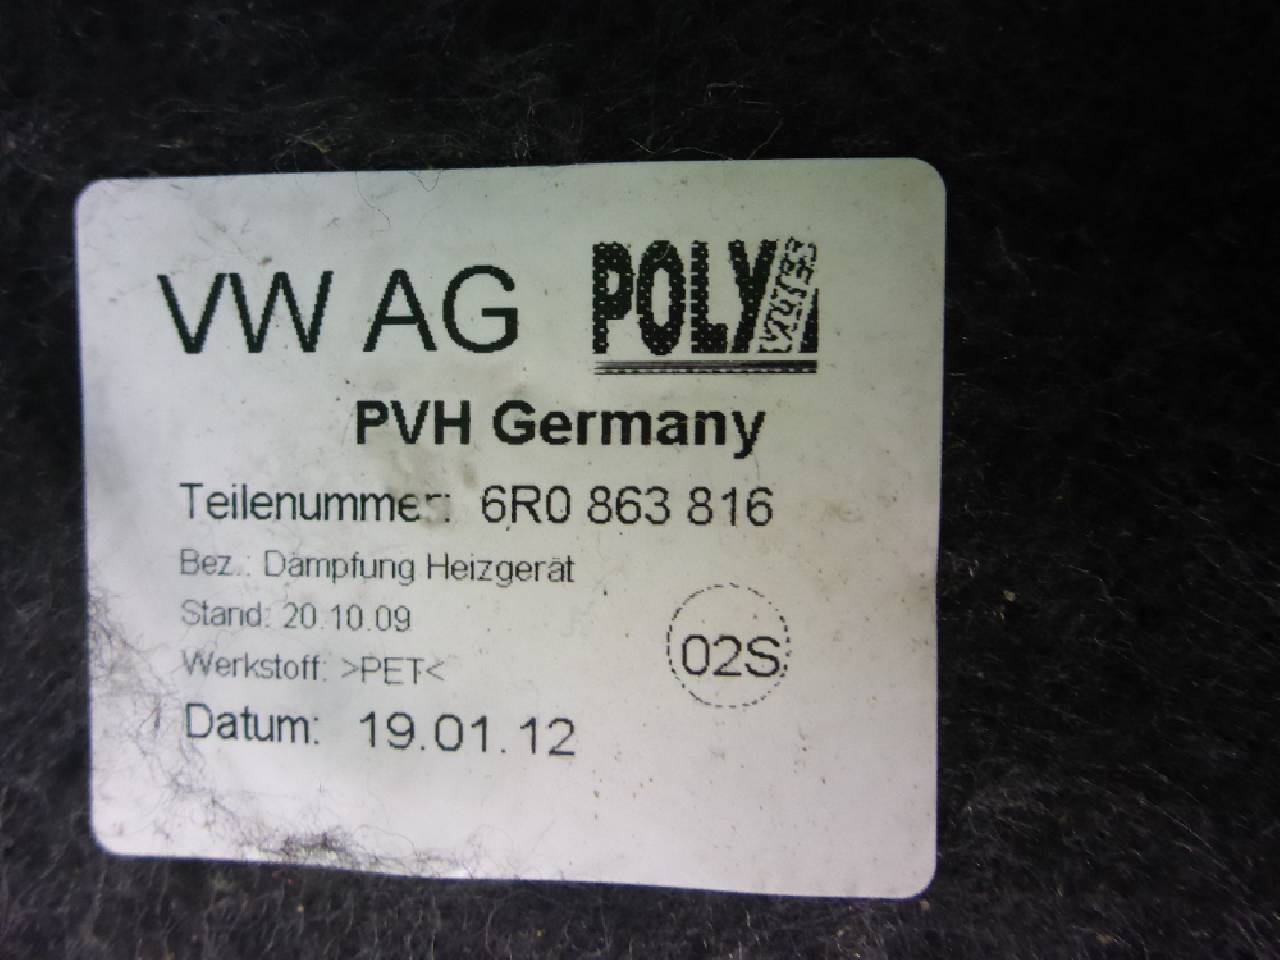 VW AG POLY
PVH Germany
Teilenummer: 6R0 863 816
Bez.: Dämpfung Heizgerät
Stand: 20.10.09
Werkstoff: >PET<
02S
Datum: 19.01.12